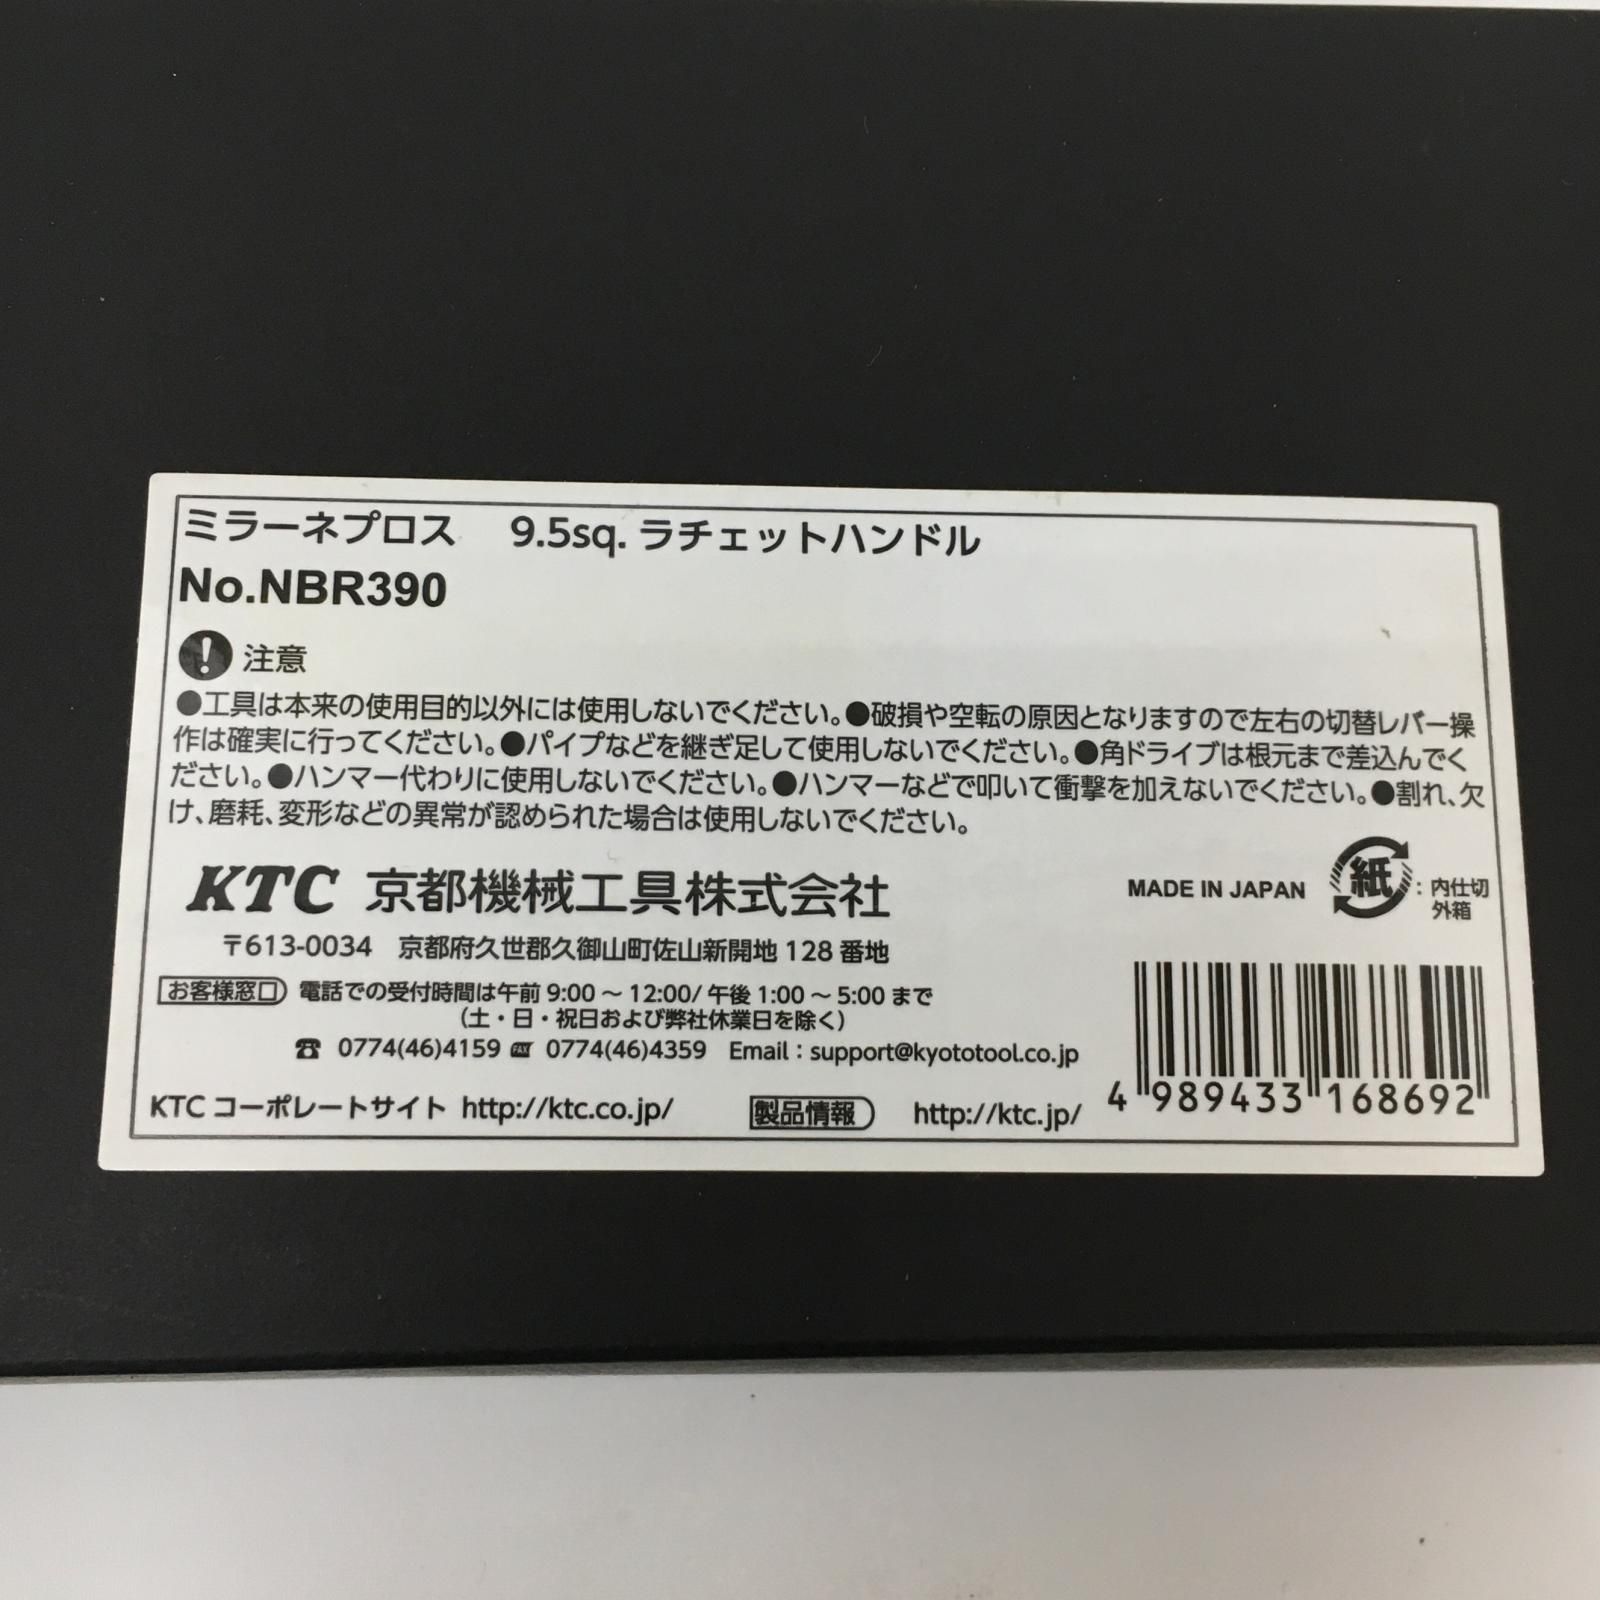 ミラーネプロス　9.5sq.ラチェットハンドル
No.NBR390
注意
●工具は本来の使用目的以外には使用しないでください。●破損や空転の原因となりますので左右の切替レバー操
作は確実に行ってください。●パイプなどを継ぎ足して使用しないでください。●角ドライブは根元まで差込んでく
ださい。●ハンマー代わりに使用しないでください。●ハンマーなどで叩いて衝撃を加えないでください。●割れ、欠
け、磨耗、変形などの異常が認められた場合は使用しないでください。
KTC 京都機械工具株式会社
MADE IN JAPAN
紙：内仕切
外箱
〒613-0034　京都府久世郡久御山町佐山新開地128番地
お客様窓口 電話での受付時間は午前9:00～12:00/午後1:00～5:00まで
（土・日・祝日および弊社休業日を除く）
☎ 0774(46)4159 FAX 0774(46)4359 Email：support@kyototool.co.jp
KTCコーポレートサイト http://ktc.co.jp/ 製品情報 http://ktc.jp/
4 989433 168692